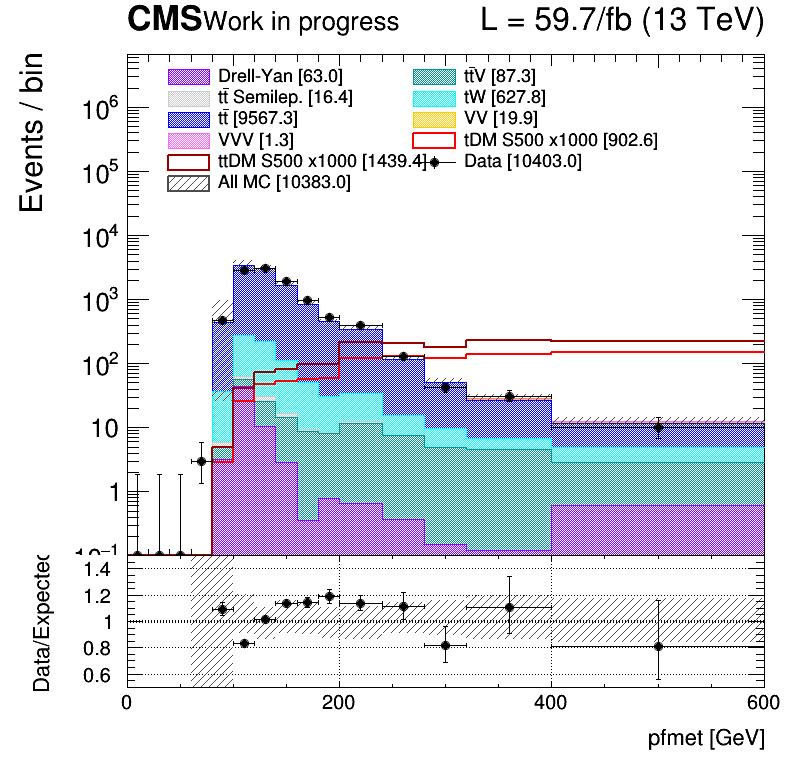 CMS Work in progress L = 59.7/fb (13 TeV)
Events / bin
Drell-Yan [63.0] tt̄V [87.3]
tt̄ Semilep. [16.4] tW [627.8]
tt̄ [9567.3] VV [19.9]
VVV [1.3] tDM S500 x1000 [902.6]
ttDM S500 x1000 [1439.4] Data [10403.0]
All MC [10383.0]
10⁶
10⁵
10⁴
10³
10²
10
1
10⁻¹
Data/Expected
1.4
1.2
1
0.8
0.6
0 200 400 600
pfmet [GeV]